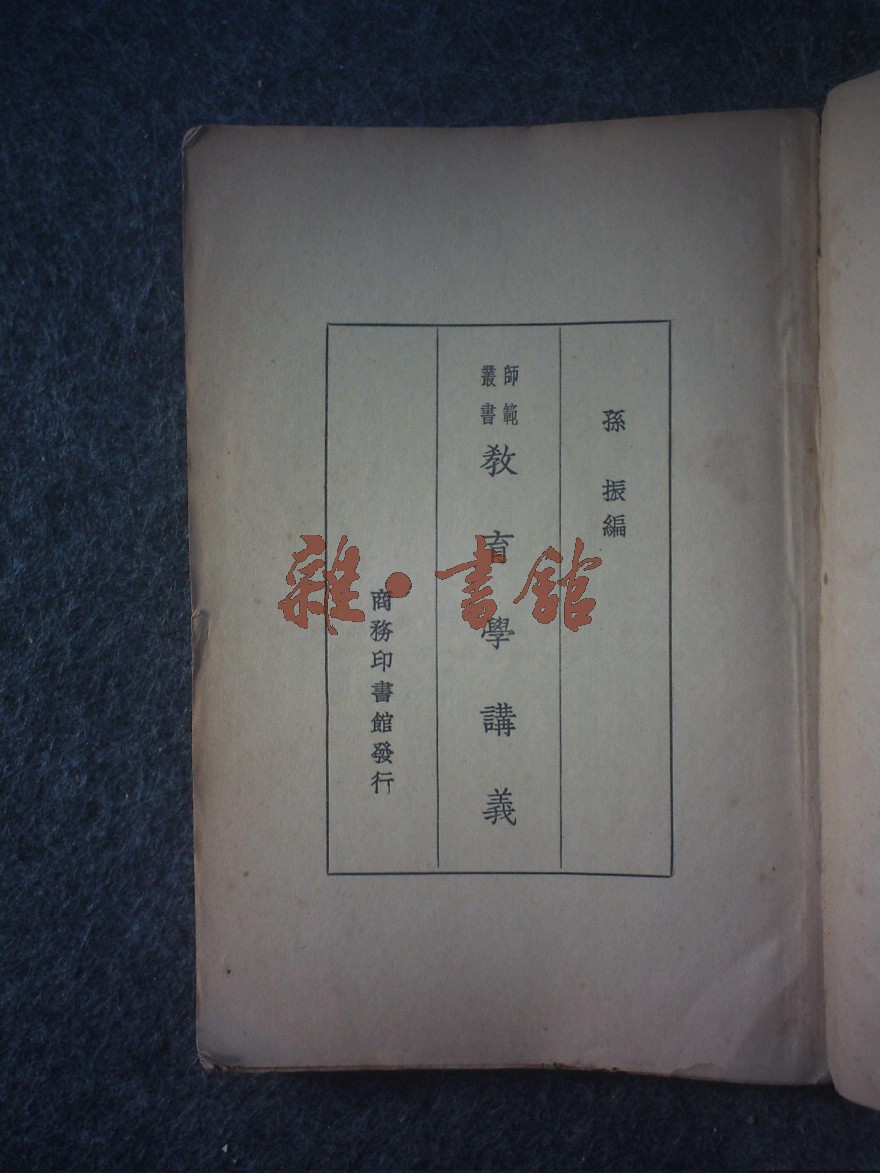 孫振編
師範
叢書
教育學講義
商務印書館發行
雜·書館